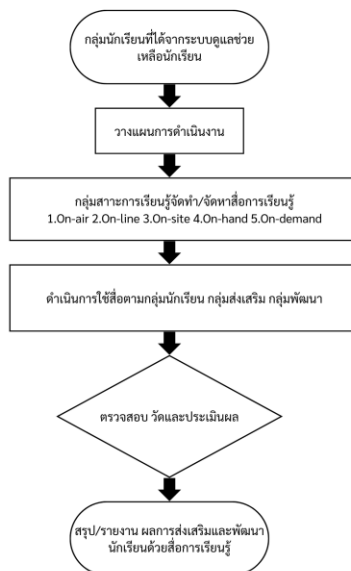 กลุ่มนักเรียนที่ได้จากระบบดูแลช่วย
เหลือนักเรียน
วางแผนการดำเนินงาน
กลุ่มสาาะการเรียนรู้จัดทำ/จัดหาสื่อการเรียนรู้
1.On-air 2.On-line 3.On-site 4.On-hand 5.On-demand
ดำเนินการใช้สื่อตามกลุ่มนักเรียน กลุ่มส่งเสริม กลุ่มพัฒนา
ตรวจสอบ วัดและประเมินผล
สรุป/รายงาน ผลการส่งเสริมและพัฒนา
นักเรียนด้วยสื่อการเรียนรู้